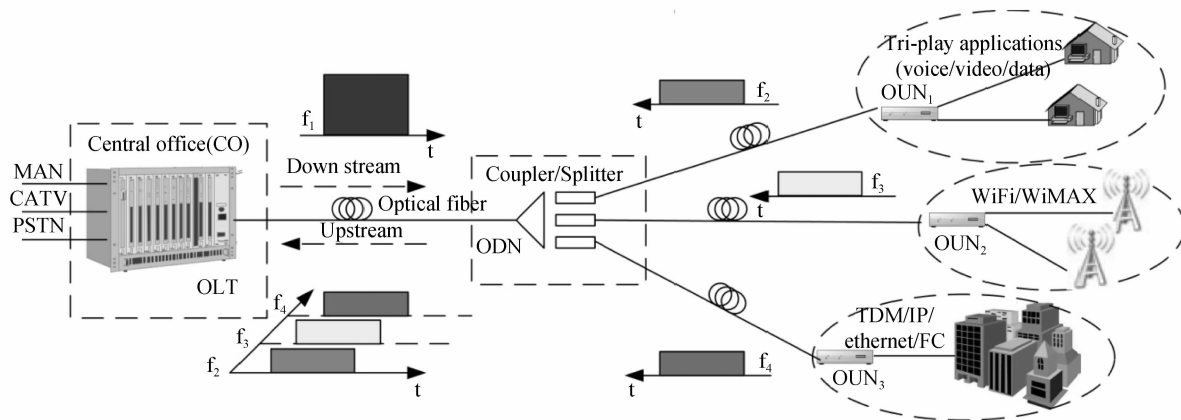 Tri-play applications
(voice/video/data)
OUN1
f2
t
f1
t
Central office(CO)
MAN
CATV
PSTN
OLT
Down stream
Optical fiber
Upstream
Coupler/Splitter
ODN
f3
t
WiFi/WiMAX
OUN2
f4
f3
f2
t
TDM/IP/
ethernet/FC
OUN3
f4
t